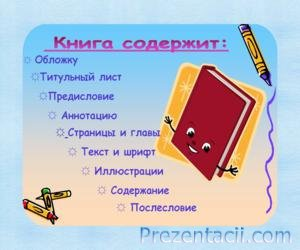 Книга содержит:
Обложку
Титульный лист
Предисловие
Аннотацию
Страницы и главы
Текст и шрифт
Иллюстрации
Содержание
Послесловие
Prezentacii.com